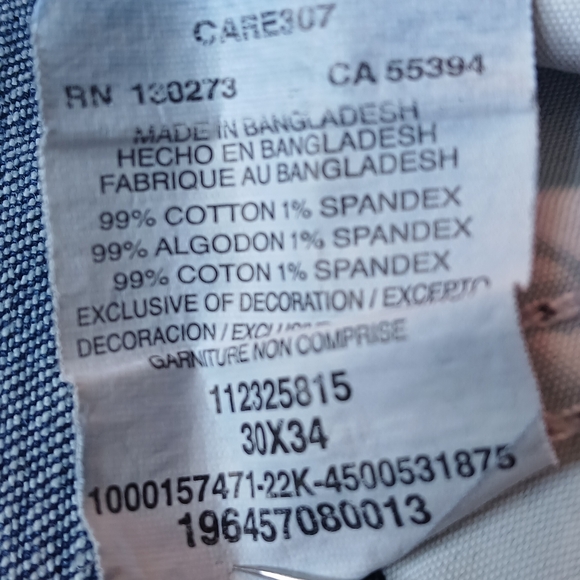 CARE307
RN 130273 CA 55394
MADE IN BANGLADESH
HECHO EN BANGLADESH
FABRIQUE AU BANGLADESH
99% COTTON 1% SPANDEX
99% ALGODON 1% SPANDEX
99% COTON 1% SPANDEX
EXCLUSIVE OF DECORATION / EXCEPTO
DECORACION /
GARNITURE NON COMPRISE
112325815
30X34
1000157471-22K-4500531875
196457080013